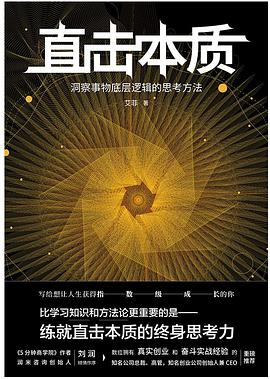 直击本质
洞察事物底层逻辑的思考方法
艾菲 著
写给想让人生获得指数级成长的你
比学习知识和方法论更重要的是——
练就直击本质的终身思考力
《5分钟商学院》作者
润米咨询创始人
刘润
倾情作序
数位拥有 真实创业 和 奋斗实战经验 的
知名公司总裁、高管，知名创业公司创始人兼 CEO
重磅
推荐